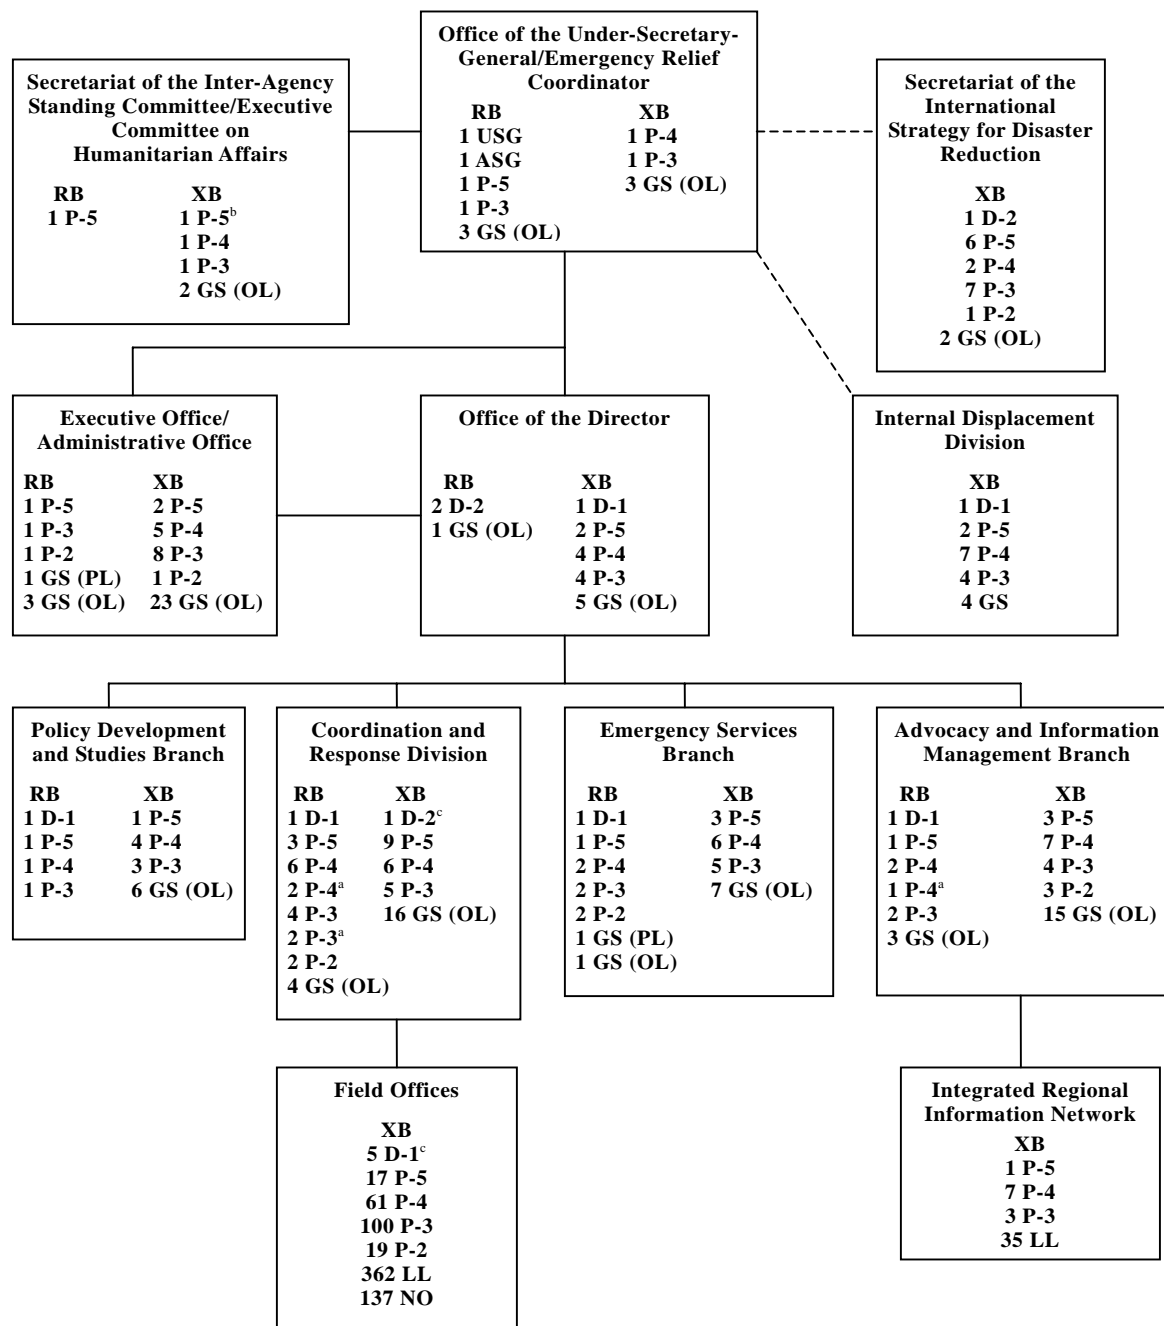 Office of the Under-Secretary-
General/Emergency Relief
Coordinator
RB XB
1 USG 1 P-4
1 ASG 1 P-3
1 P-5 3 GS (OL)
1 P-3
3 GS (OL)
Secretariat of the Inter-Agency
Standing Committee/Executive
Committee on
Humanitarian Affairs
RB XB
1 P-5 1 P-5ᵇ
1 P-4
1 P-3
2 GS (OL)
Secretariat of the
International
Strategy for Disaster
Reduction
XB
1 D-2
6 P-5
2 P-4
7 P-3
1 P-2
2 GS (OL)
Executive Office/
Administrative Office
RB XB
1 P-5 2 P-5
1 P-3 5 P-4
1 P-2 8 P-3
1 GS (PL) 1 P-2
3 GS (OL) 23 GS (OL)
Office of the Director
RB XB
2 D-2 1 D-1
1 GS (OL) 2 P-5
4 P-4
4 P-3
5 GS (OL)
Internal Displacement
Division
XB
1 D-1
2 P-5
7 P-4
4 P-3
4 GS
Policy Development
and Studies Branch
RB XB
1 D-1 1 P-5
1 P-5 4 P-4
1 P-4 3 P-3
1 P-3 6 GS (OL)
Coordination and
Response Division
RB XB
1 D-1 1 D-2ᶜ
3 P-5 9 P-5
6 P-4 6 P-4
2 P-4ᵃ 5 P-3
4 P-3 16 GS (OL)
2 P-3ᵃ
2 P-2
4 GS (OL)
Emergency Services
Branch
RB XB
1 D-1 3 P-5
1 P-5 6 P-4
2 P-4 5 P-3
2 P-3 7 GS (OL)
2 P-2
1 GS (PL)
1 GS (OL)
Advocacy and Information
Management Branch
RB XB
1 D-1 3 P-5
1 P-5 7 P-4
2 P-4 4 P-3
1 P-4ᵃ 3 P-2
2 P-3 15 GS (OL)
3 GS (OL)
Field Offices
XB
5 D-1ᶜ
17 P-5
61 P-4
100 P-3
19 P-2
362 LL
137 NO
Integrated Regional
Information Network
XB
1 P-5
7 P-4
3 P-3
35 LL